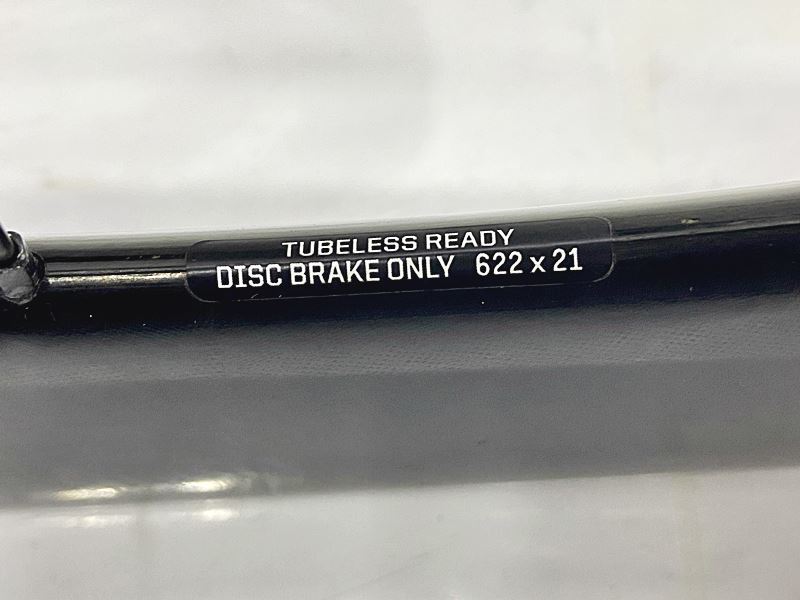 TUBELESS READY
DISC BRAKE ONLY 622 x 21